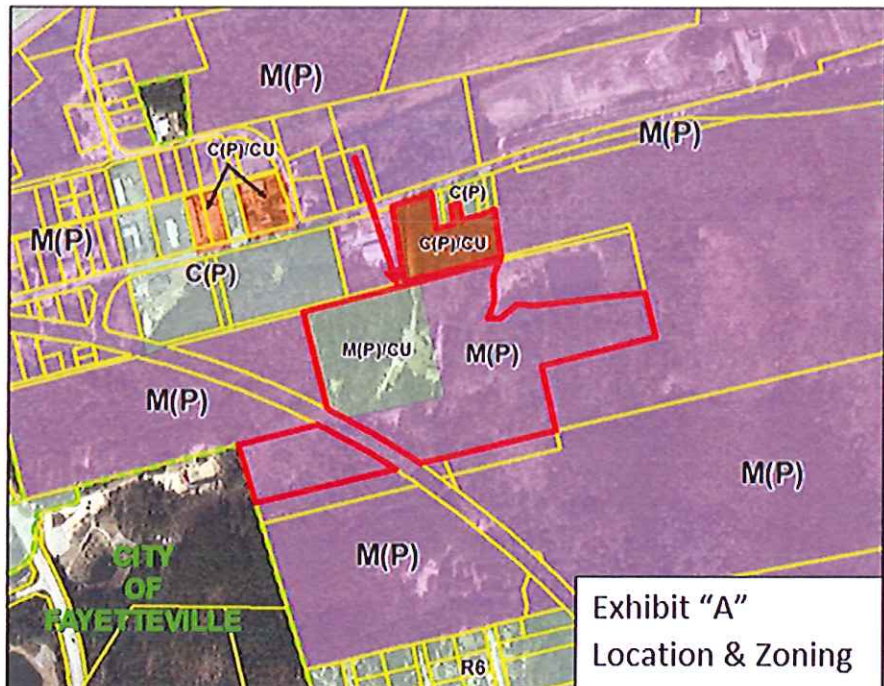 M(P)
M(P)
C(P)/CU
C(P)
M(P)
C(P)/CU
C(P)
M(P)/CU
M(P)
M(P)
M(P)
M(P)
CITY
OF
FAYETTEVILLE
R6
Exhibit “A”
Location & Zoning